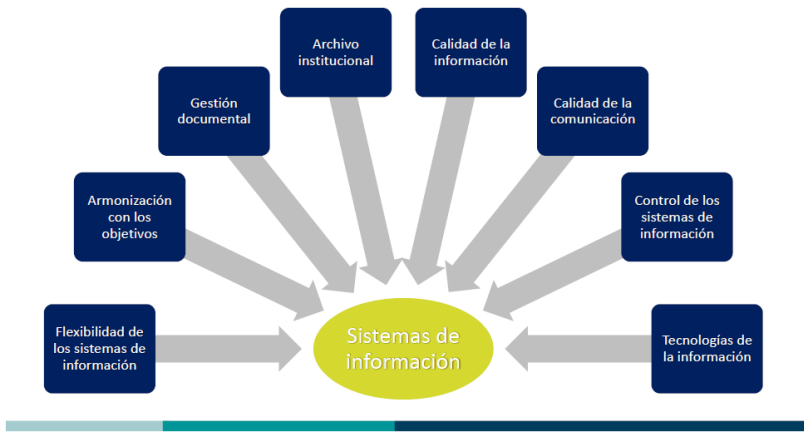 Archivo
institucional
Calidad de la
información
Gestión
documental
Calidad de la
comunicación
Armonización
con los
objetivos
Control de los
sistemas de
información
Flexibilidad de
los sistemas de
información
Sistemas de
información
Tecnologías de
la información